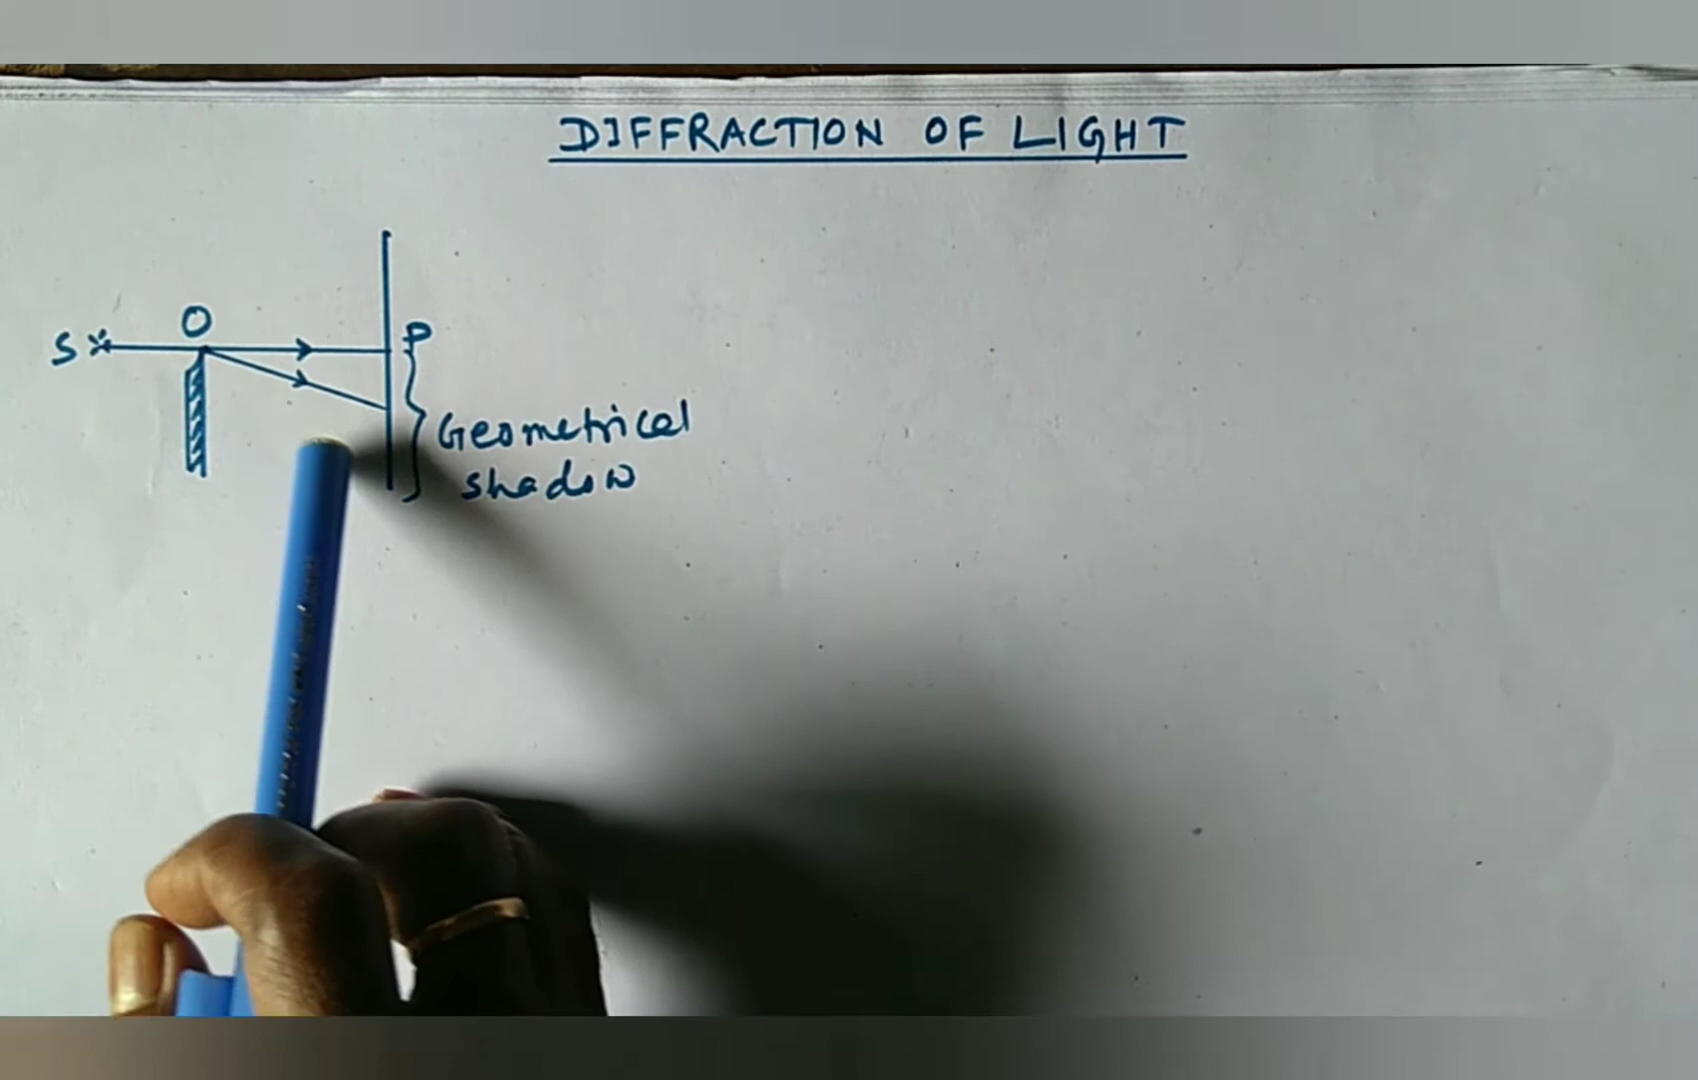 DIFFRACTION OF LIGHT
O
S
P
Geometrical
shadow